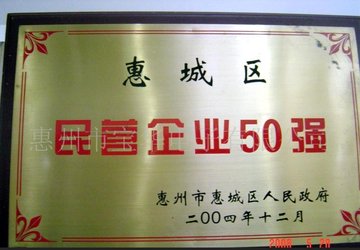 惠城区
民营企业50强
惠州市惠城区人民政府
二〇〇四年十二月